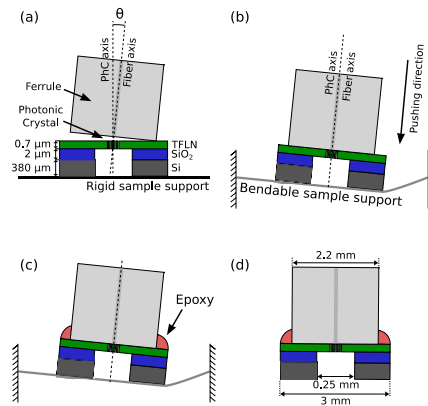 (a)
θ
PhC axis
Fiber axis
Ferrule
Photonic
Crystal
0.7 µm
2 µm
380 µm
TFLN
SiO₂
Si
Rigid sample support
(b)
PhC axis
Fiber axis
Pushing direction
Bendable sample support
(c)
Epoxy
(d)
2.2 mm
0.25 mm
3 mm